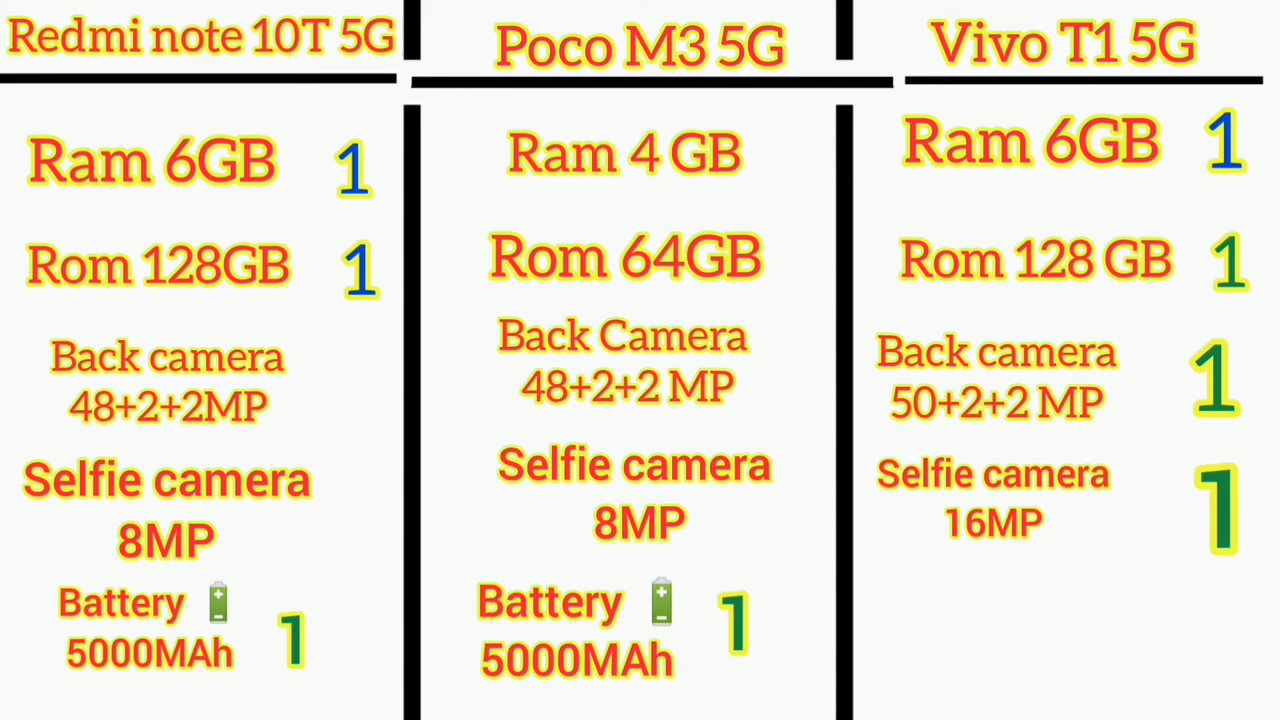 Redmi note 10T 5G
Ram 6GB 1
Rom 128GB 1
Back camera
48+2+2MP
Selfie camera
8MP
Battery
5000MAh 1
Poco M3 5G
Ram 4 GB
Rom 64GB
Back Camera
48+2+2 MP
Selfie camera
8MP
Battery
5000MAh 1
Vivo T1 5G
Ram 6GB 1
Rom 128 GB 1
Back camera
50+2+2 MP 1
Selfie camera
16MP 1